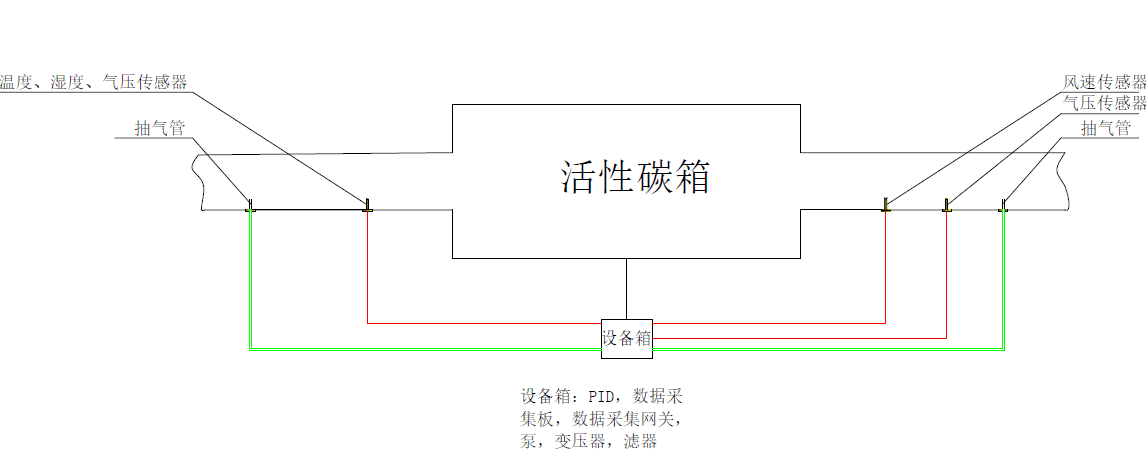 温度、湿度、气压传感器
抽气管
风速传感器
气压传感器
抽气管
活性碳箱
设备箱
设备箱：PID，数据采
集板，数据采集网关，
泵，变压器，滤器